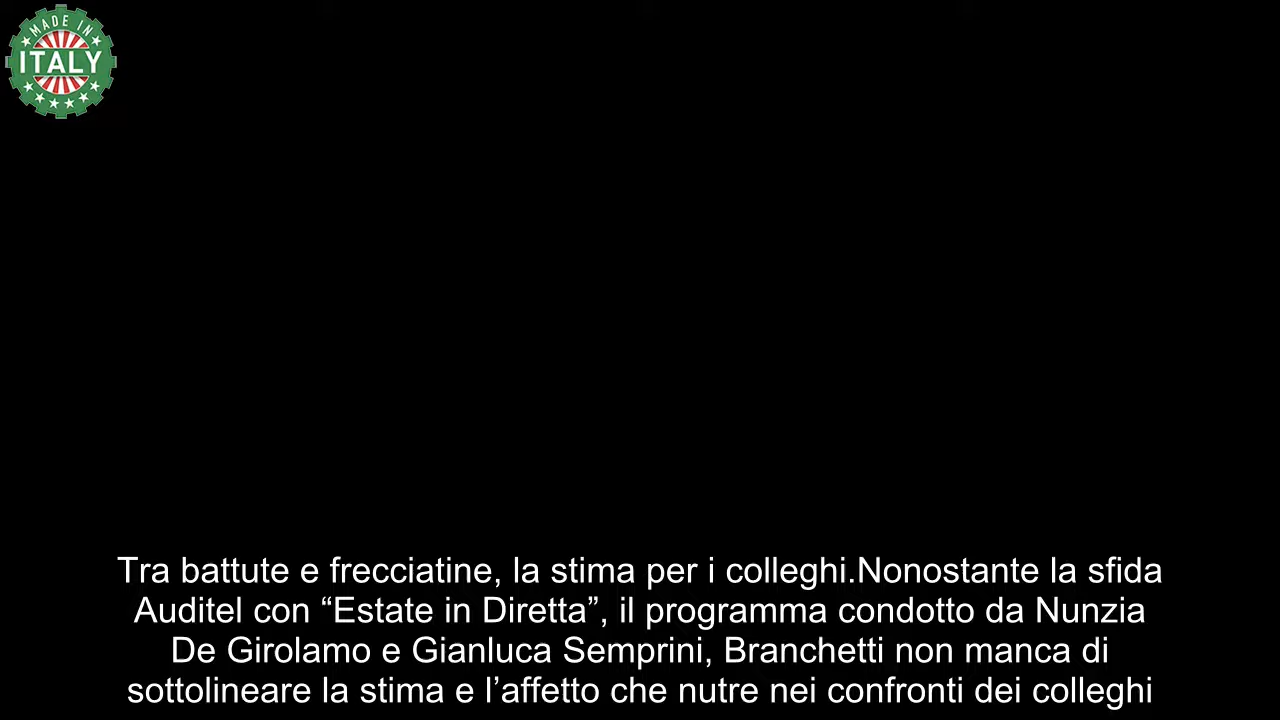 MADE IN
ITALY
Tra battute e frecciatine, la stima per i colleghi.Nonostante la sfida
Auditel con “Estate in Diretta”, il programma condotto da Nunzia
De Girolamo e Gianluca Semprini, Branchetti non manca di
sottolineare la stima e l’affetto che nutre nei confronti dei colleghi